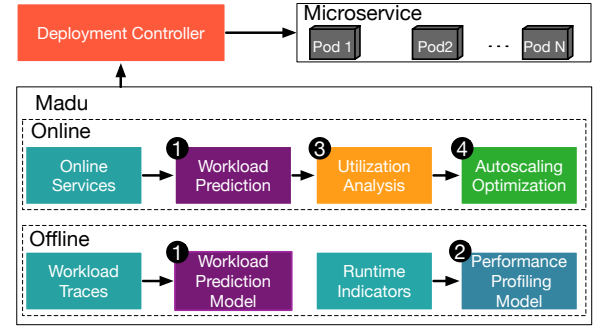 Deployment Controller
Microservice
Pod 1
Pod2
...
Pod N
Madu
Online
1
3
4
Online
Services
Workload
Prediction
Utilization
Analysis
Autoscaling
Optimization
Offline
1
2
Workload
Traces
Workload
Prediction
Model
Runtime
Indicators
Performance
Profiling
Model